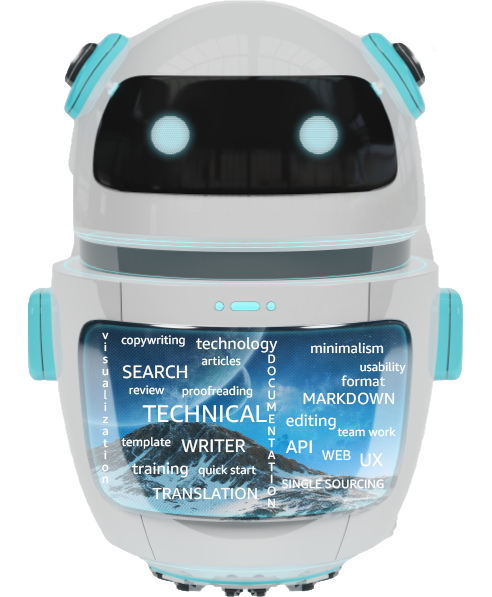 visualization
copywriting
technology
articles
SEARCH
review
proofreading
TECHNICAL
template
WRITER
training
quick start
TRANSLATION
DOCUMENTATION
minimalism
usability
format
MARKDOWN
editing
team work
API
WEB
UX
SINGLE SOURCING